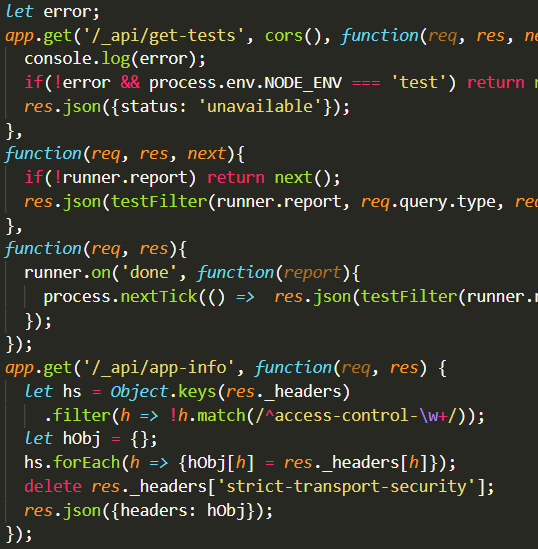 let error;
app.get('/_api/get-tests', cors(), function(req, res, ne
console.log(error);
if(!error && process.env.NODE_ENV === 'test') return n
res.json({status: 'unavailable'});
},
function(req, res, next){
if(!runner.report) return next();
res.json(testFilter(runner.report, req.query.type, req
},
function(req, res){
runner.on('done', function(report){
process.nextTick(() =>  res.json(testFilter(runner.r
});
});
app.get('/_api/app-info', function(req, res) {
let hs = Object.keys(res._headers)
.filter(h => !h.match(/^access-control-\w+/));
let hObj = {};
hs.forEach(h => {hObj[h] = res._headers[h]});
delete res._headers['strict-transport-security'];
res.json({headers: hObj});
});